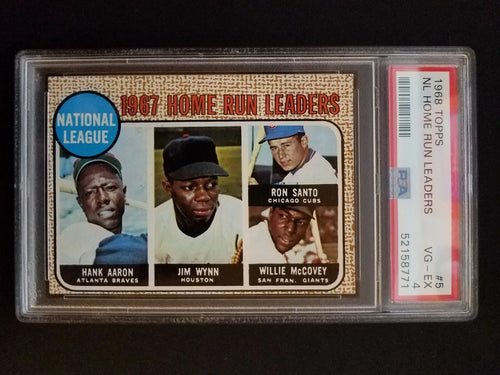 1967 HOME RUN LEADERS
NATIONAL
LEAGUE
HANK AARON
ATLANTA BRAVES
JIM WYNN
HOUSTON
RON SANTO
CHICAGO CUBS
WILLIE McCOVEY
SAN FRAN. GIANTS
1968 TOPPS
NL HOME RUN LEADERS
#5
VG - EX
4
PSA
52158771